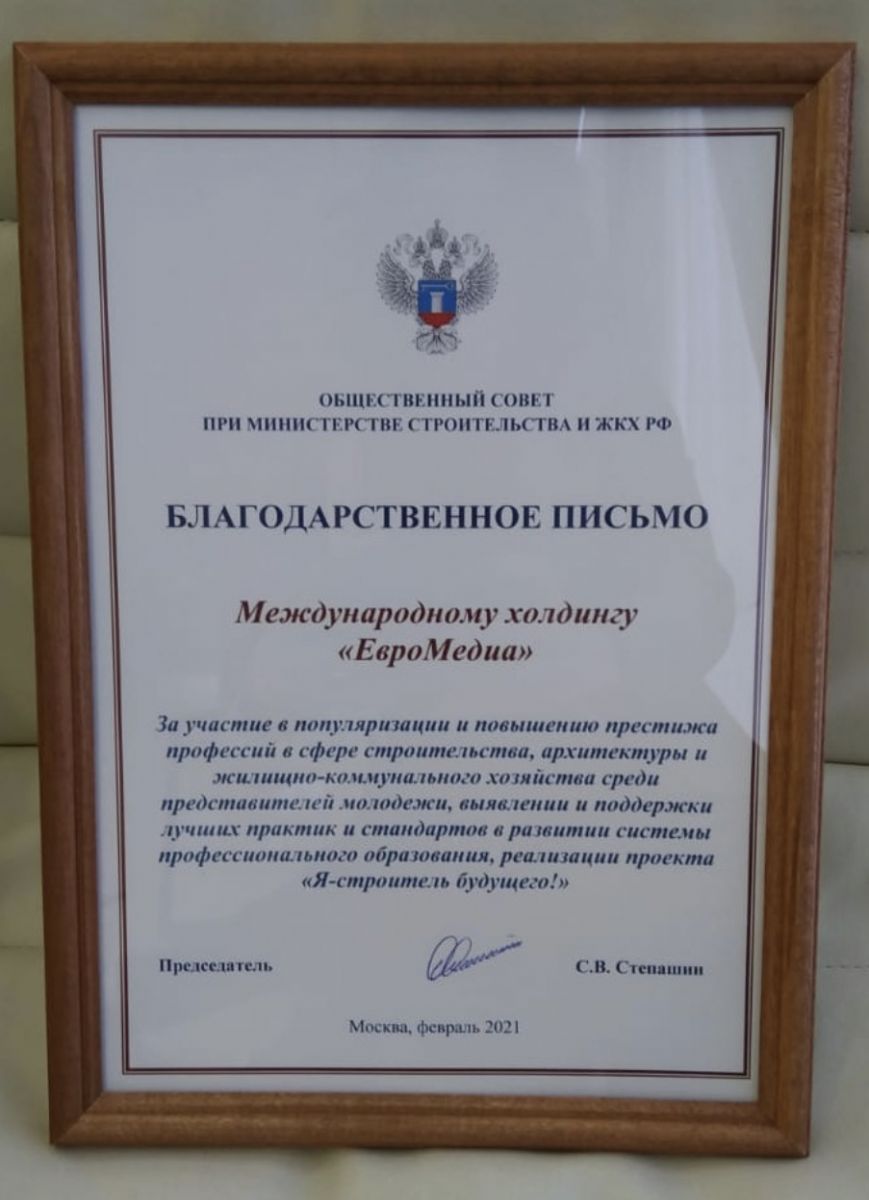 ОБЩЕСТВЕННЫЙ СОВЕТ
ПРИ МИНИСТЕРСТВЕ СТРОИТЕЛЬСТВА И ЖКХ РФ
БЛАГОДАРСТВЕННОЕ ПИСЬМО
Международному холдингу
«ЕвроМедиа»
За участие в популяризации и повышению престижа
профессий в сфере строительства, архитектуры и
жилищно-коммунального хозяйства среди
представителей молодежи, выявлении и поддержки
лучших практик и стандартов в развитии системы
профессионального образования, реализации проекта
«Я-строитель будущего!»
Председатель С.В. Степашин
Москва, февраль 2021